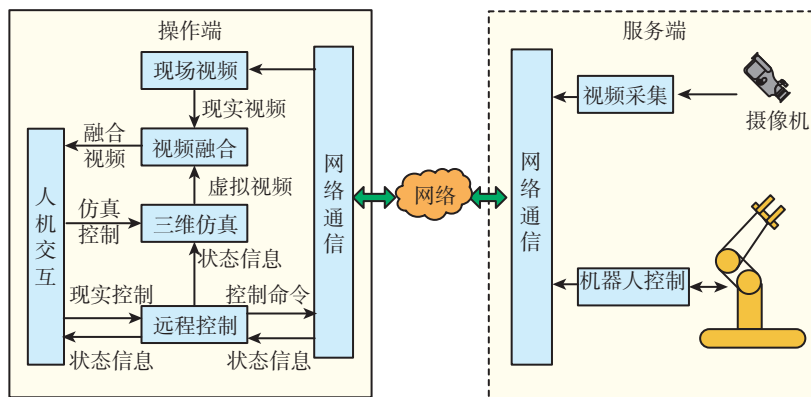 操作端
现场视频
现实视频
融合
视频
视频融合
虚拟视频
人机交互
仿真
控制
三维仿真
状态信息
现实控制
控制命令
远程控制
状态信息
状态信息
网络通信
网络
服务端
网络通信
视频采集
摄像机
机器人控制